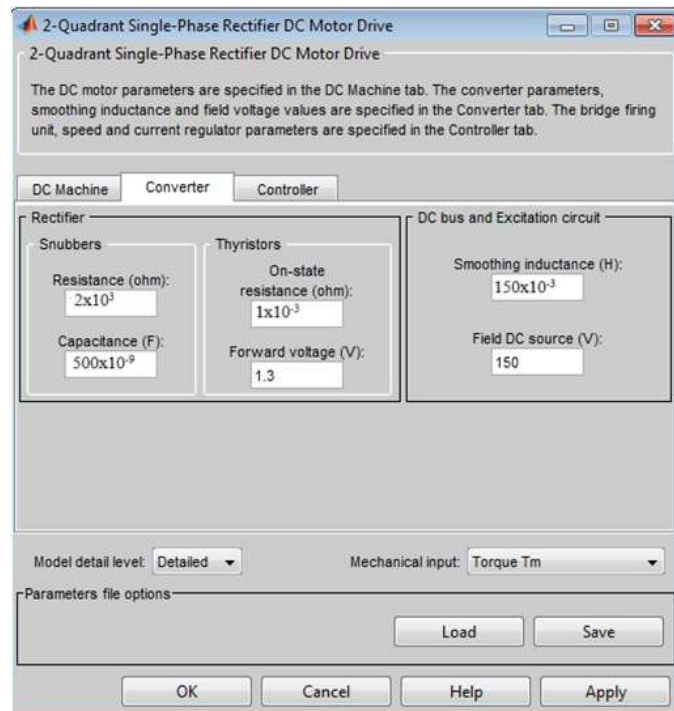 2-Quadrant Single-Phase Rectifier DC Motor Drive
2-Quadrant Single-Phase Rectifier DC Motor Drive
The DC motor parameters are specified in the DC Machine tab. The converter parameters,
smoothing inductance and field voltage values are specified in the Converter tab. The bridge firing
unit, speed and current regulator parameters are specified in the Controller tab.
DC Machine
Converter
Controller
Rectifier
Snubbers
Resistance (ohm):
2x10³
Capacitance (F):
500x10⁻⁹
Thyristors
On-state
resistance (ohm):
1x10⁻³
Forward voltage (V):
1.3
DC bus and Excitation circuit
Smoothing inductance (H):
150x10⁻³
Field DC source (V):
150
Model detail level: Detailed
Mechanical input: Torque Tm
Parameters file options
Load
Save
OK
Cancel
Help
Apply